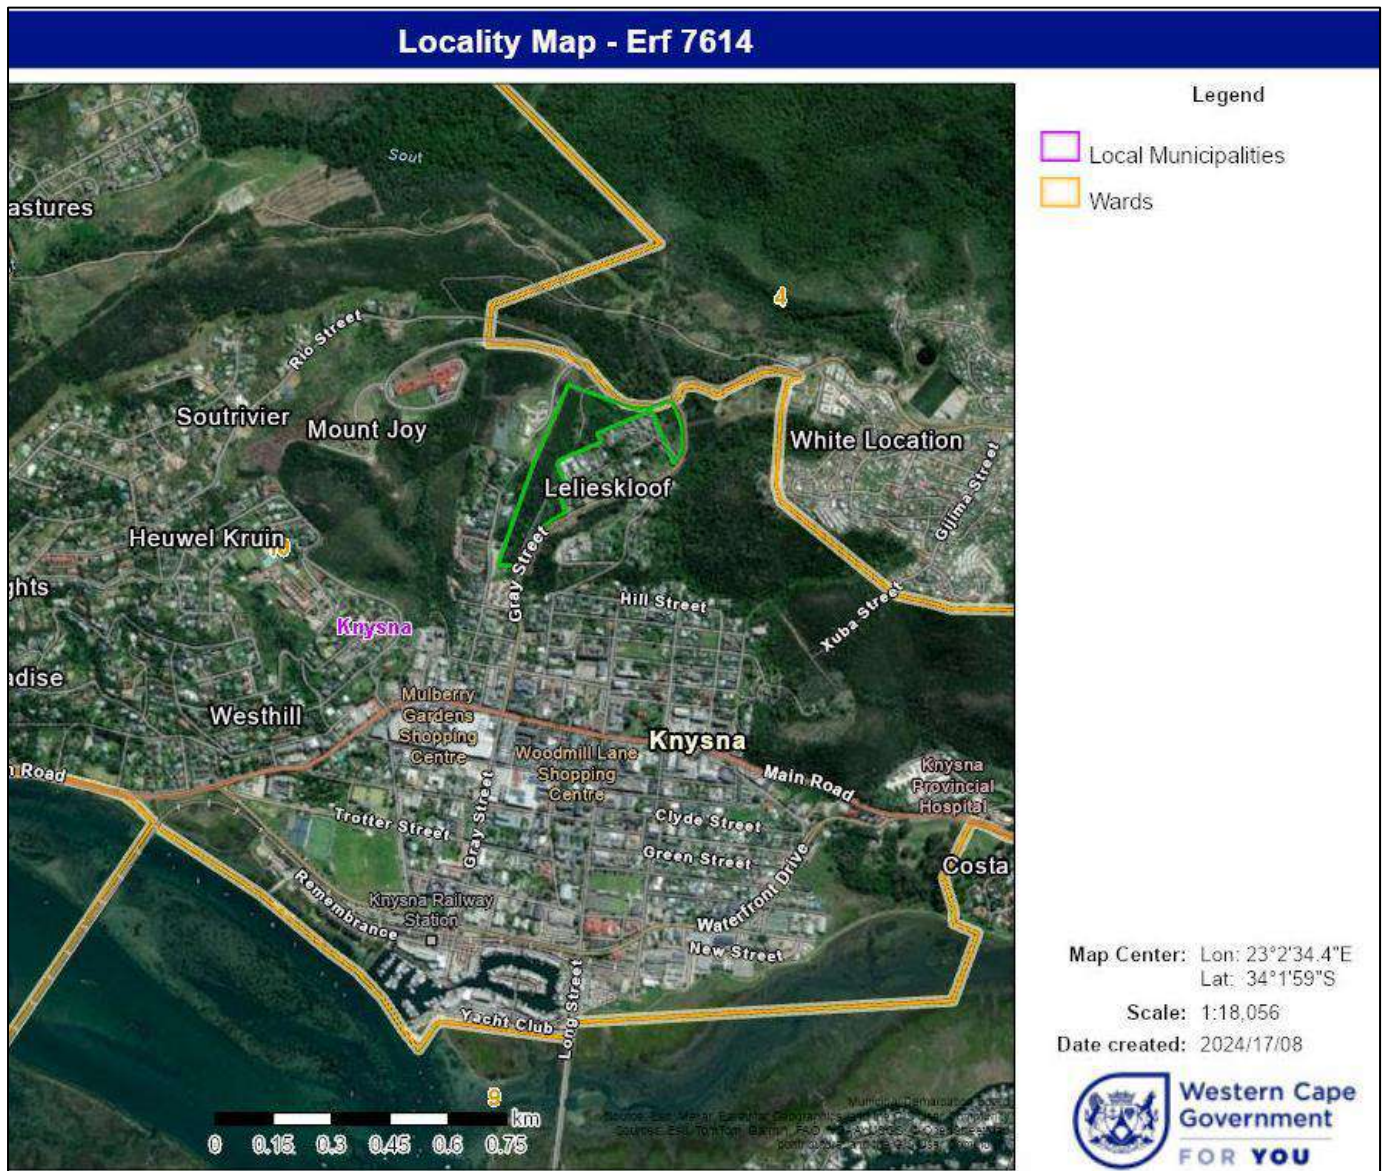 Locality Map - Erf 7614
Legend
Local Municipalities
Wards
Sout
astures
4
Rio Street
Soutrivier
Mount Joy
White Location
Lelieskloof
Gijima Street
Heuwel Kruin
Gray Street
ghts
Hill Street
Xuba Street
Knysna
adise
Mulberry
Gardens
Shopping
Centre
Westhill
Woodmill Lane
Shopping
Centre
Knysna
n Road
Main Road
Knysna
Provincial
Hospital
Trotter Street
Gray Street
Clyde Street
Green Street
Costa
Remembrance
Knysna Railway
Station
Waterfront Drive
New Street
Yacht Club
Long Street
9
km
0 0.15 0.3 0.45 0.6 0.75
Map Center: Lon: 23°2'34.4"E
Lat: 34°1'59"S
Scale: 1:18,056
Date created: 2024/17/08
Western Cape
Government
FOR YOU